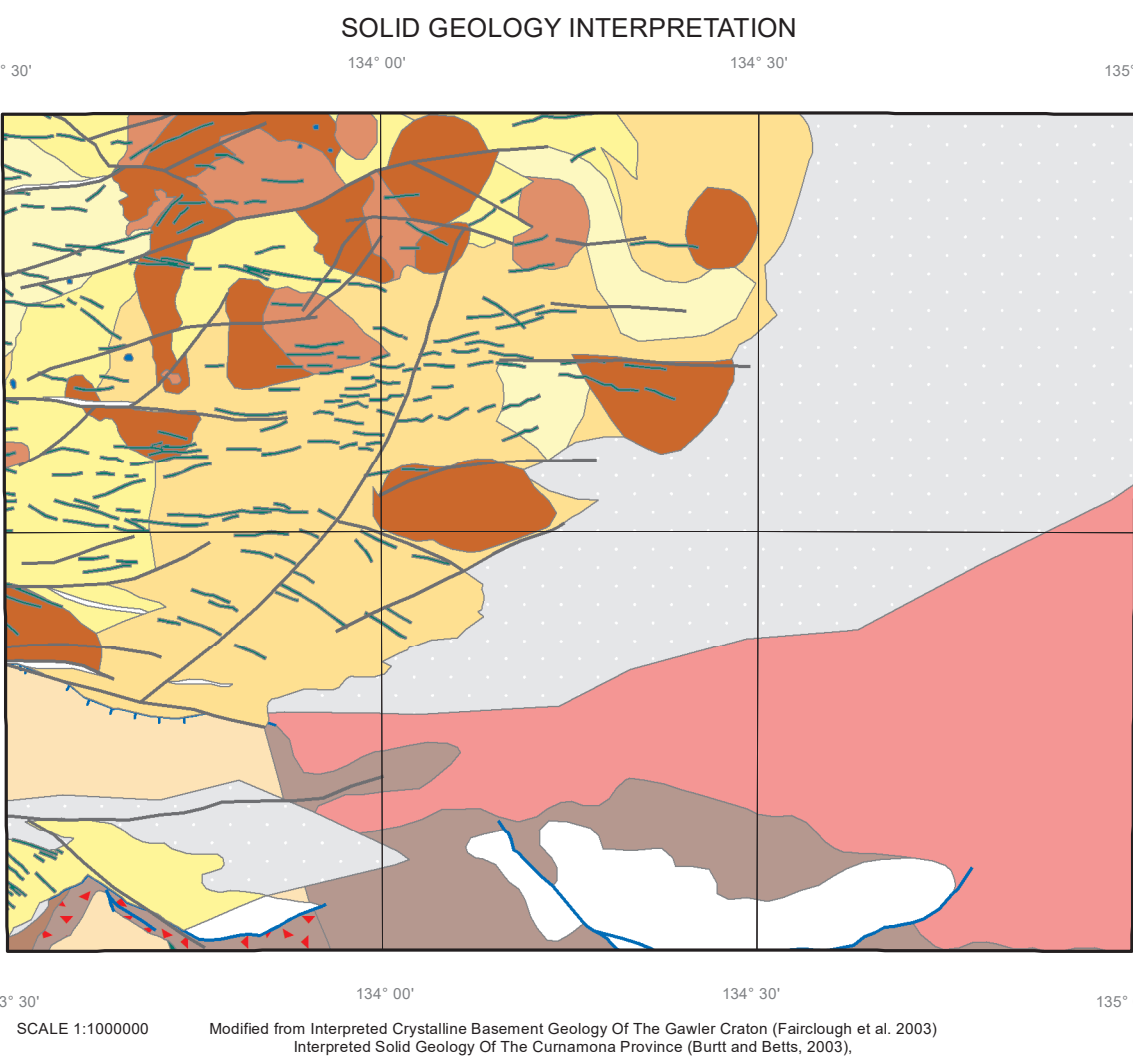 SOLID GEOLOGY INTERPRETATION
° 30' 134° 00' 134° 30' 135°
3° 30' 134° 00' 134° 30' 135°
SCALE 1:1000000 Modified from Interpreted Crystalline Basement Geology Of The Gawler Craton (Fairclough et al. 2003)
Interpreted Solid Geology Of The Curnamona Province (Burtt and Betts, 2003),